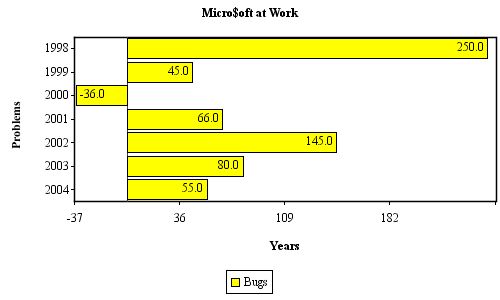 Micro$oft at Work
Problems
1998 250.0
1999 45.0
2000 -36.0
2001 66.0
2002 145.0
2003 80.0
2004 55.0
-37 36 109 182
Years
Bugs